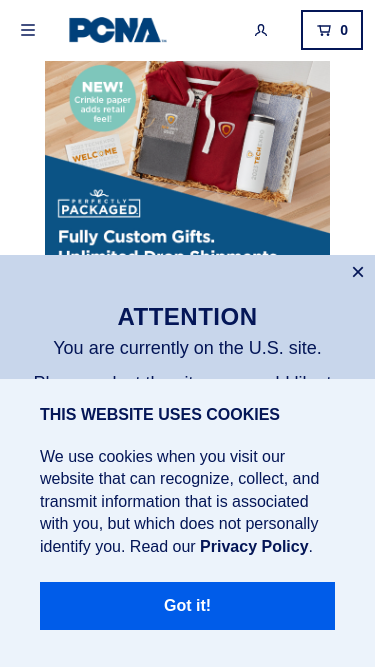 PCNA
0
NEW!
Crinkle paper
adds retail
feel!
WELCOME
PERFECTLY
PACKAGED
Fully Custom Gifts.
Unlimited Drop Shipments
ATTENTION
You are currently on the U.S. site.
THIS WEBSITE USES COOKIES
We use cookies when you visit our
website that can recognize, collect, and
transmit information that is associated
with you, but which does not personally
identify you. Read our Privacy Policy.
Got it!